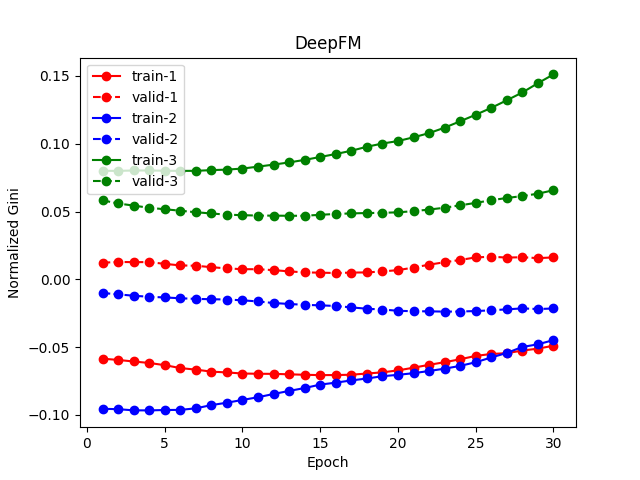 DeepFM
train-1
valid-1
train-2
valid-2
train-3
valid-3
Normalized Gini
0.15
0.10
0.05
0.00
−0.05
−0.10
0
5
10
15
20
25
30
Epoch